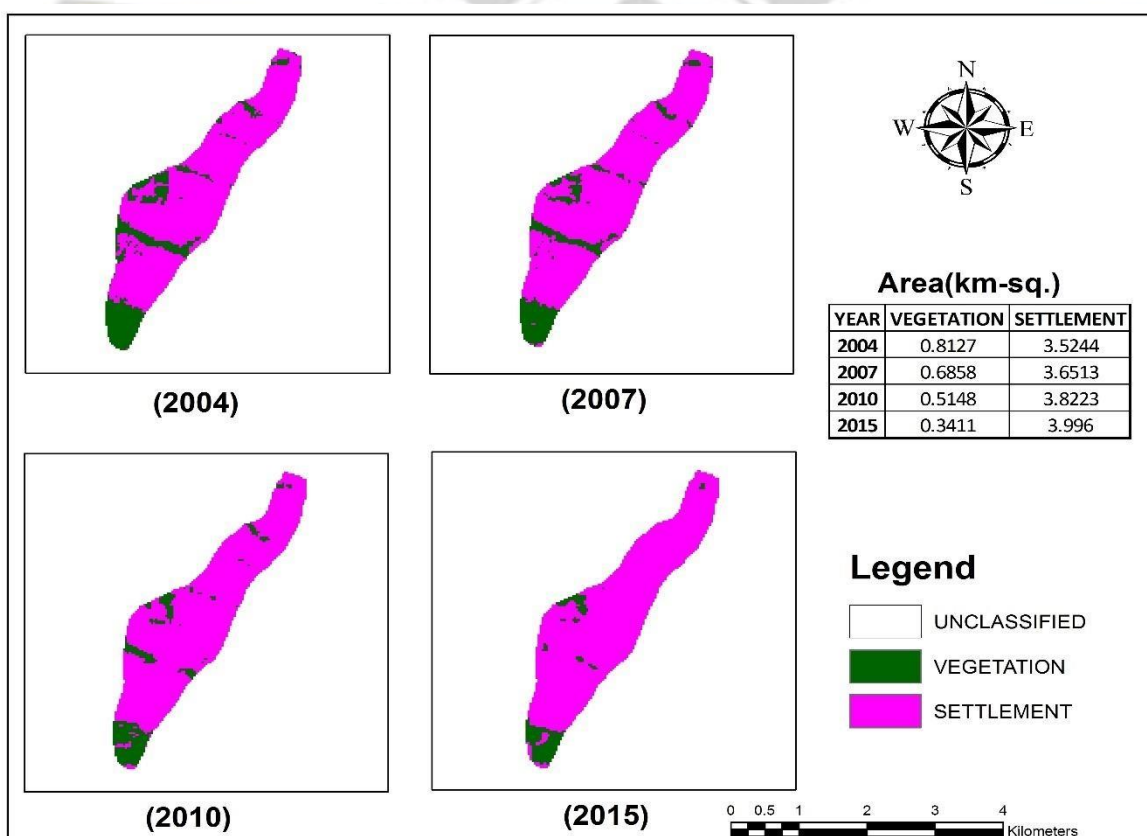 N
W E
S
(2004)
(2007)
Area(km-sq.)
YEAR VEGETATION SETTLEMENT
2004 0.8127 3.5244
2007 0.6858 3.6513
2010 0.5148 3.8223
2015 0.3411 3.996
(2010)
(2015)
Legend
UNCLASSIFIED
VEGETATION
SETTLEMENT
0 0.5 1 2 3 4
Kilometers